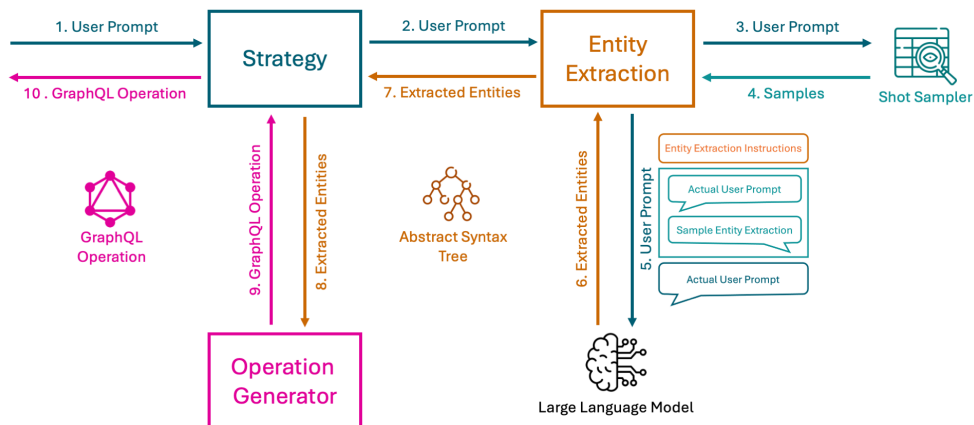 1. User Prompt
2. User Prompt
3. User Prompt
Strategy
Entity
Extraction
10 . GraphQL Operation
7. Extracted Entities
4. Samples
Shot Sampler
9. GraphQL Operation
8. Extracted Entities
6. Extracted Entities
5. User Prompt
Entity Extraction Instructions
Actual User Prompt
Sample Entity Extraction
Actual User Prompt
GraphQL
Operation
Abstract Syntax
Tree
Operation
Generator
Large Language Model